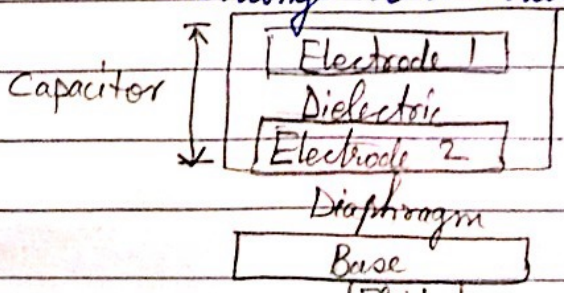 Electrode 1
Capacitor
Dielectric
Electrode 2
Diaphragm
Base